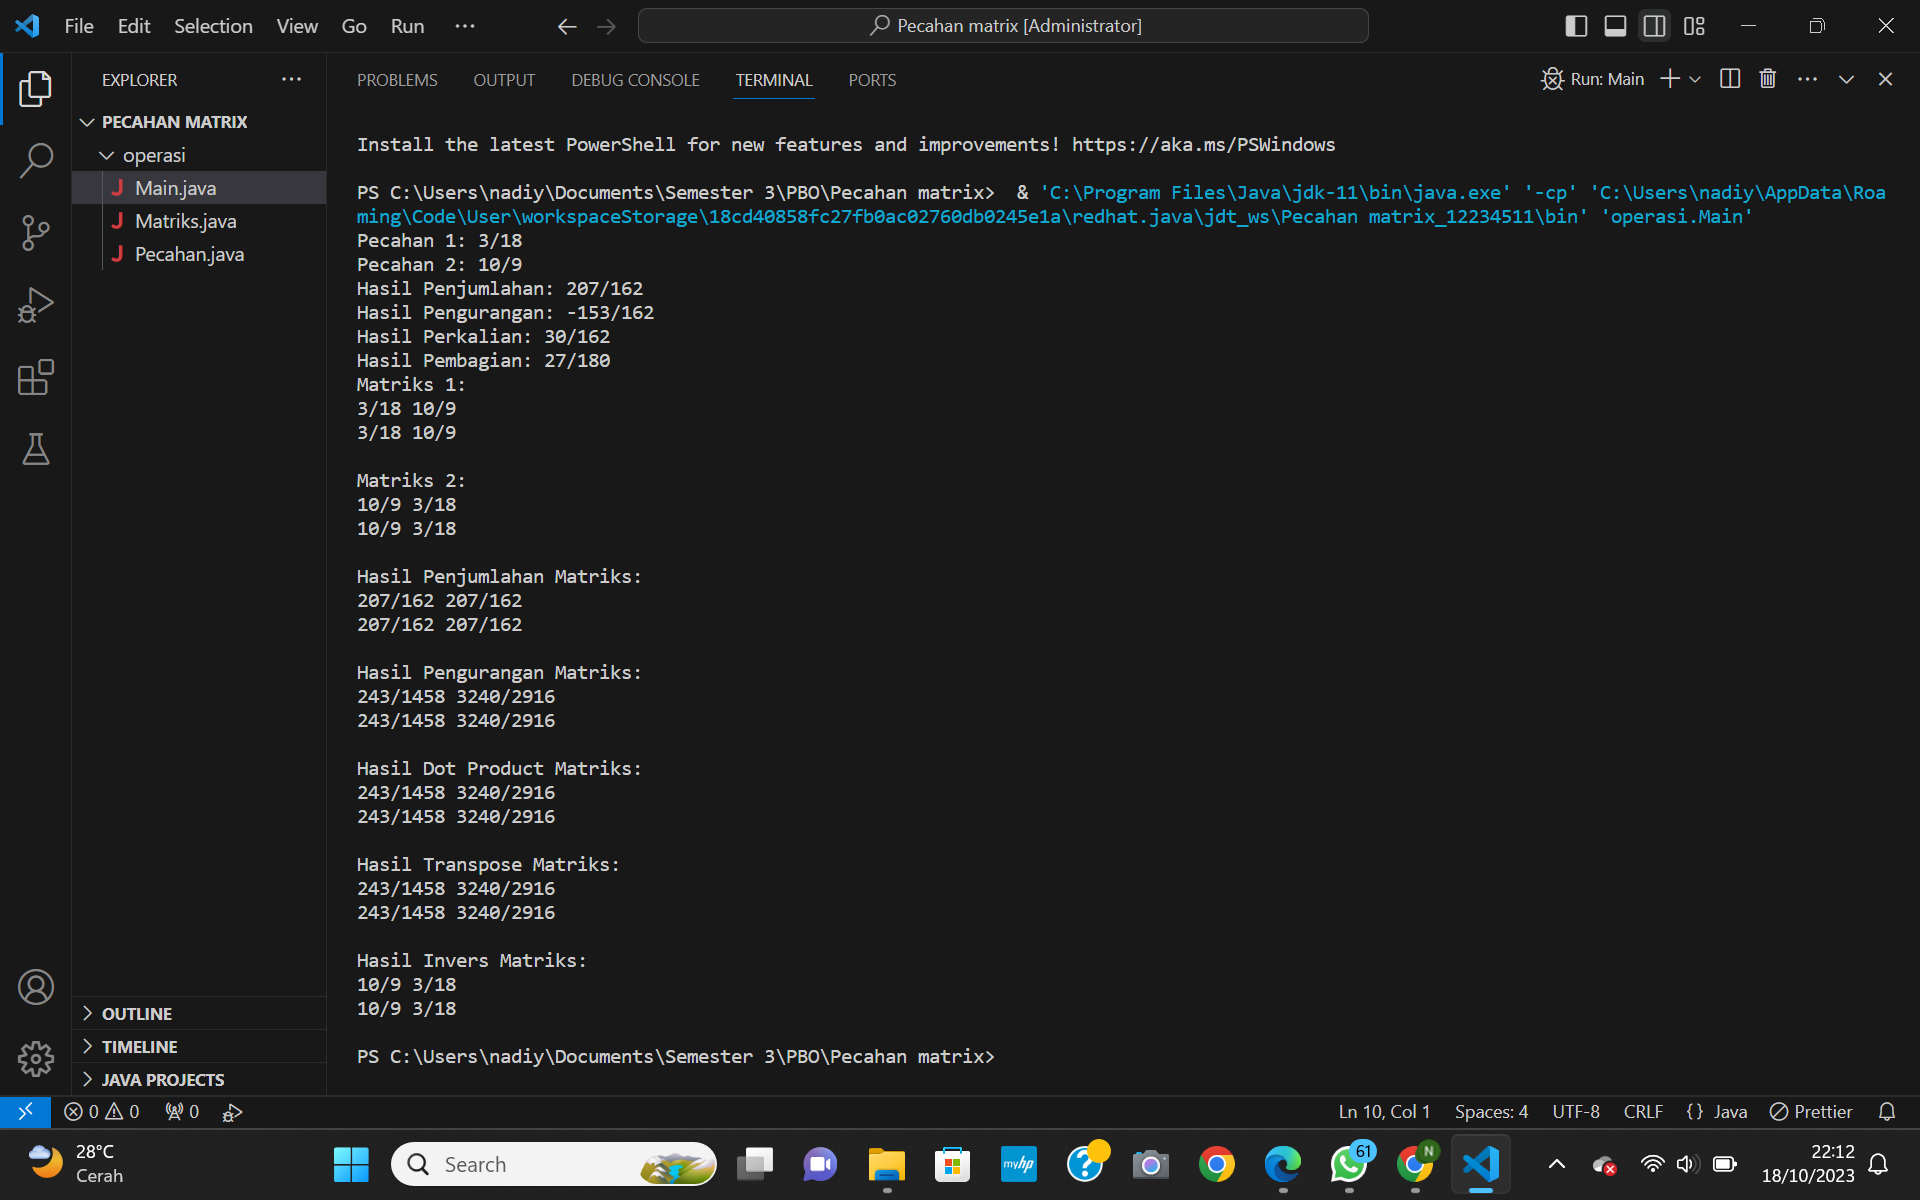 File Edit Selection View Go Run ···
Pecahan matrix [Administrator]
EXPLORER ···
PECAHAN MATRIX
operasi
J Main.java
J Matriks.java
J Pecahan.java
OUTLINE
TIMELINE
JAVA PROJECTS
PROBLEMS OUTPUT DEBUG CONSOLE TERMINAL PORTS
Run: Main
Install the latest PowerShell for new features and improvements! https://aka.ms/PSWindows
PS C:\Users\nadiy\Documents\Semester 3\PBO\Pecahan matrix>  & 'C:\Program Files\Java\jdk-11\bin\java.exe' '-cp' 'C:\Users\nadiy\AppData\Roa
ming\Code\User\workspaceStorage\18cd40858fc27fb0ac02760db0245e1a\redhat.java\jdt_ws\Pecahan matrix_12234511\bin' 'operasi.Main'
Pecahan 1: 3/18
Pecahan 2: 10/9
Hasil Penjumlahan: 207/162
Hasil Pengurangan: -153/162
Hasil Perkalian: 30/162
Hasil Pembagian: 27/180
Matriks 1:
3/18 10/9
3/18 10/9
Matriks 2:
10/9 3/18
10/9 3/18
Hasil Penjumlahan Matriks:
207/162 207/162
207/162 207/162
Hasil Pengurangan Matriks:
243/1458 3240/2916
243/1458 3240/2916
Hasil Dot Product Matriks:
243/1458 3240/2916
243/1458 3240/2916
Hasil Transpose Matriks:
243/1458 3240/2916
243/1458 3240/2916
Hasil Invers Matriks:
10/9 3/18
10/9 3/18
PS C:\Users\nadiy\Documents\Semester 3\PBO\Pecahan matrix>
0 0 0
Ln 10, Col 1 Spaces: 4 UTF-8 CRLF {} Java Prettier
28°C
Cerah
Search
myhp
?
61
N
22:12
18/10/2023